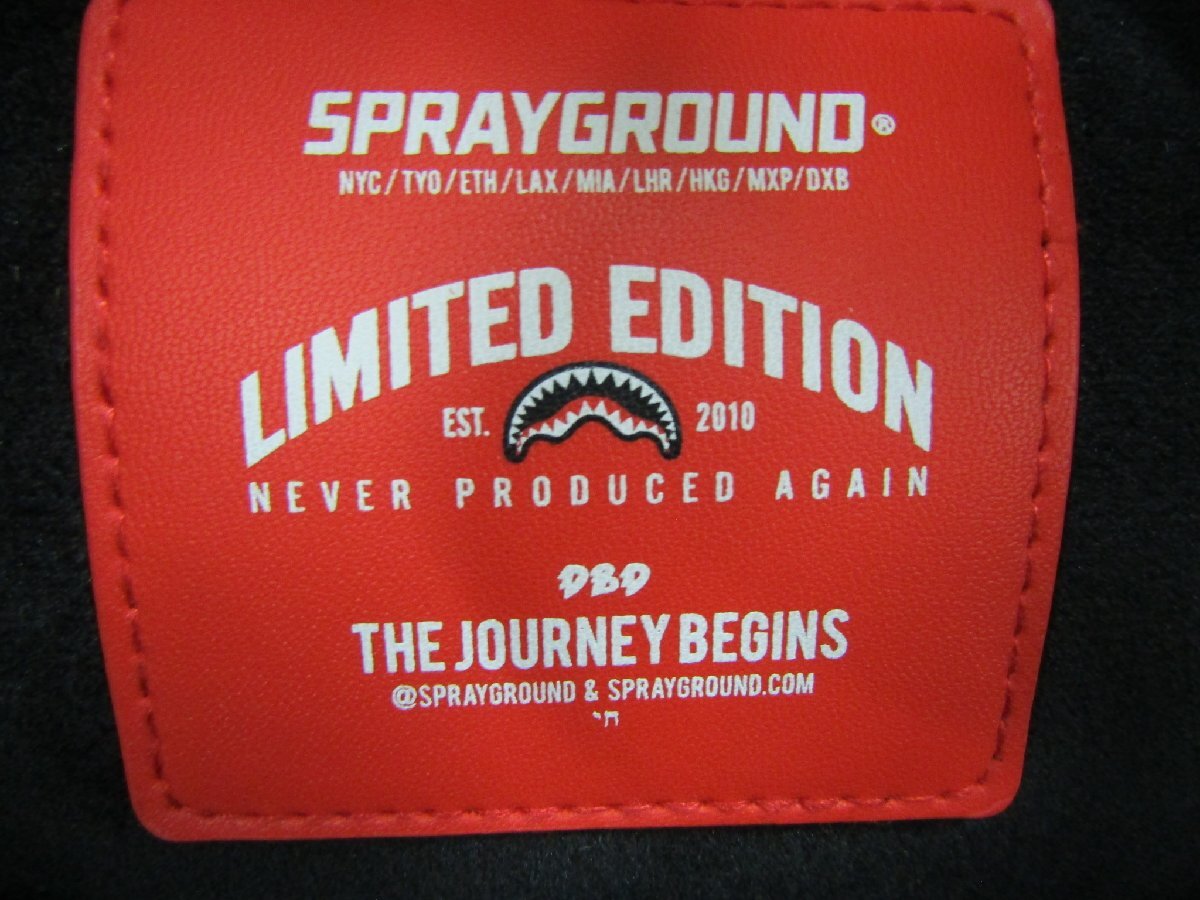 SPRAYGROUND®
NYC/TYO/ETH/LAX/MIA/LHR/HKG/MXP/DXB
LIMITED EDITION
EST. 2010
NEVER PRODUCED AGAIN
DBD
THE JOURNEY BEGINS
@SPRAYGROUND & SPRAYGROUND.COM
חי